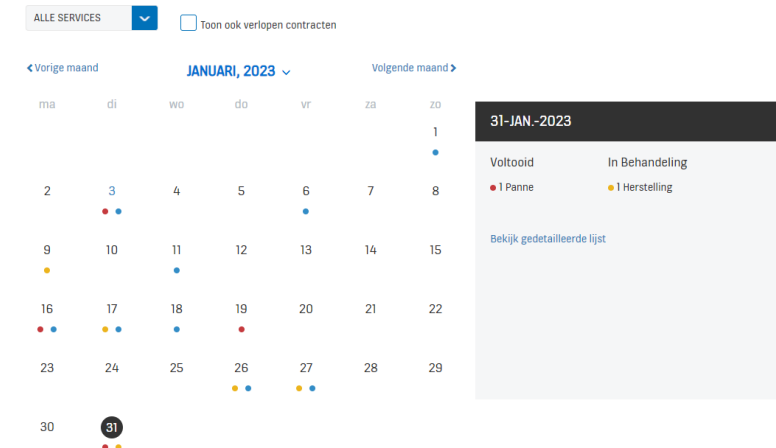 ALLE SERVICES
Toon ook verlopen contracten
Vorige maand JANUARI, 2023 Volgende maand
ma di wo do vr za zo
1
2 3 4 5 6 7 8
9 10 11 12 13 14 15
16 17 18 19 20 21 22
23 24 25 26 27 28 29
30 31
31-JAN.-2023
Voltooid In Behandeling
1 Panne 1 Herstelling
Bekijk gedetailleerde lijst